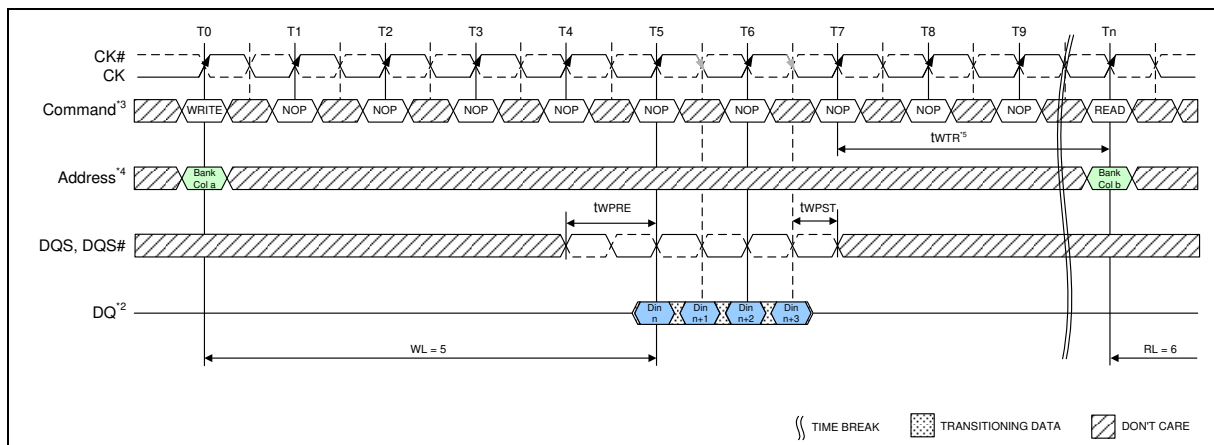 T0 T1 T2 T3 T4 T5 T6 T7 T8 T9 Tn
CK#
CK
Command*3 WRITE NOP NOP NOP NOP NOP NOP NOP NOP NOP READ
tWTR*5
Address*4 Bank Col a Bank Col b
tWPRE tWPST
DQS, DQS#
DQ*2 Din n Din n+1 Din n+2 Din n+3
WL = 5 RL = 6
TIME BREAK TRANSITIONING DATA DON'T CARE